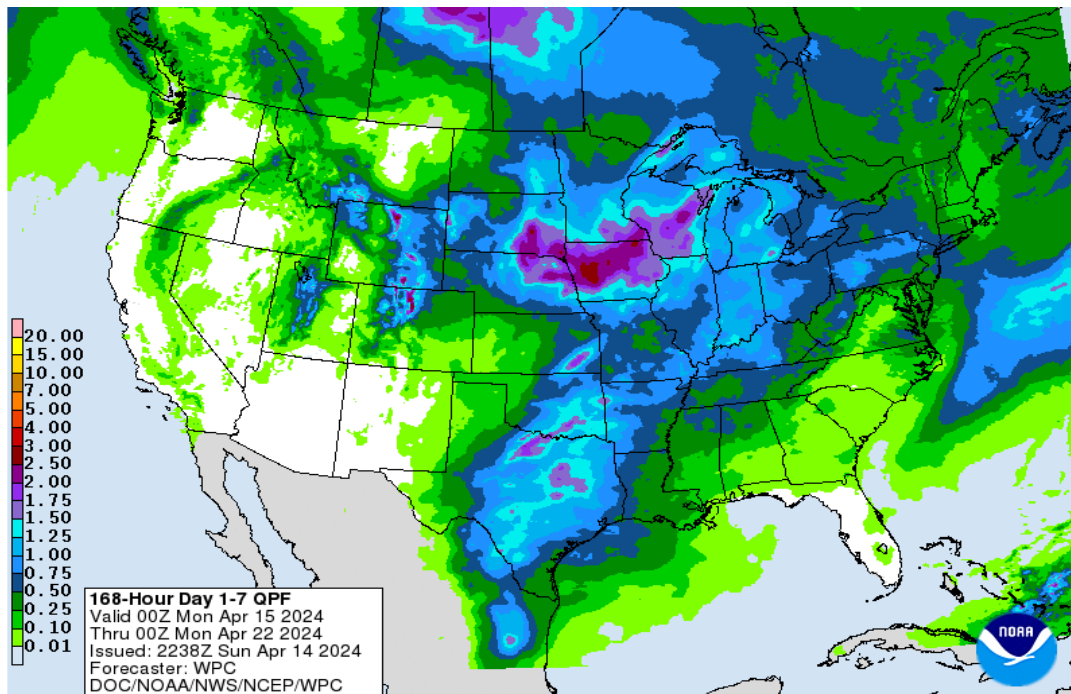 20.00
15.00
10.00
7.00
5.00
4.00
3.00
2.50
2.00
1.75
1.50
1.25
1.00
0.75
0.50
0.25
0.10
0.01
168-Hour Day 1-7 QPF
Valid 00Z Mon Apr 15 2024
Thru 00Z Mon Apr 22 2024
Issued: 2238Z Sun Apr 14 2024
Forecaster: WPC
DOC/NOAA/NWS/NCEP/WPC
NOAA